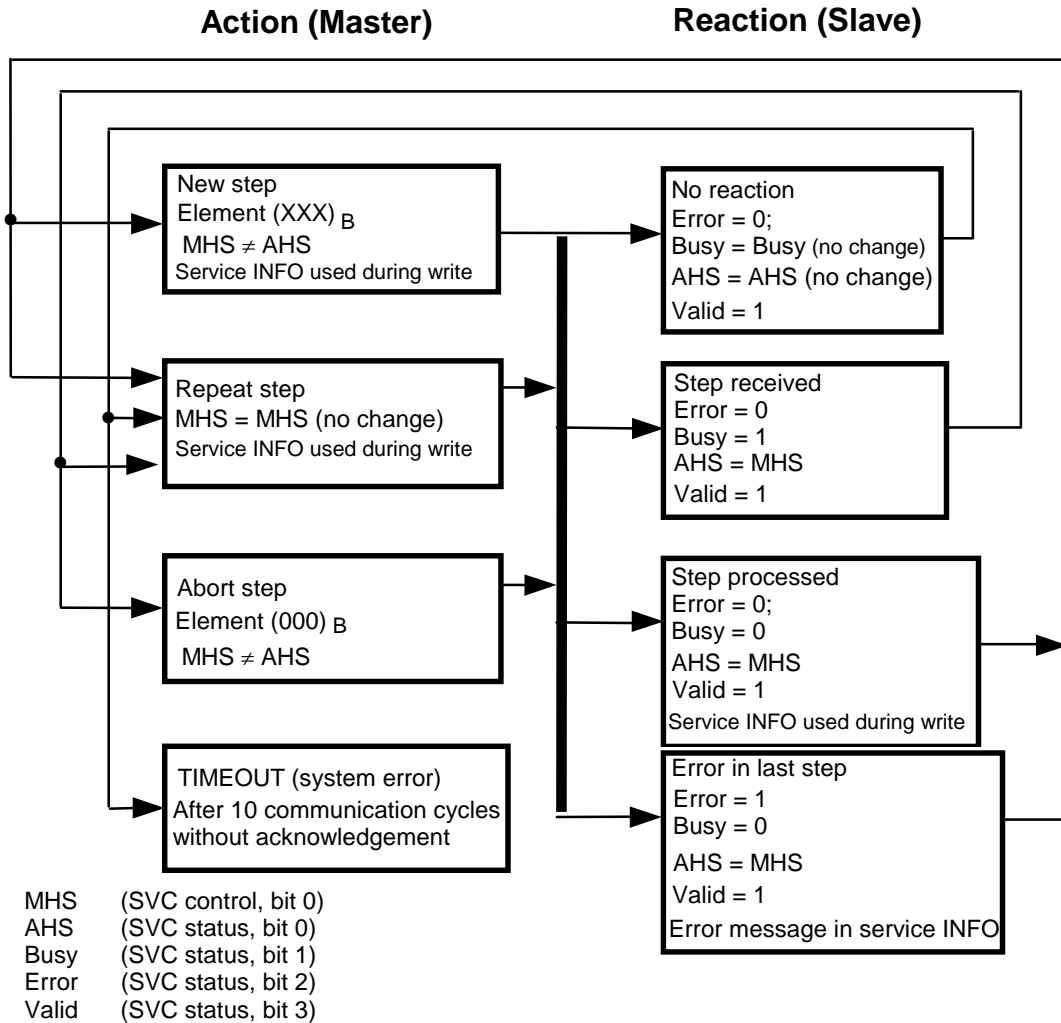 Action (Master)
Reaction (Slave)
New step
Element (XXX) B
MHS ≠ AHS
Service INFO used during write
Repeat step
MHS = MHS (no change)
Service INFO used during write
Abort step
Element (000) B
MHS ≠ AHS
TIMEOUT (system error)
After 10 communication cycles
without acknowledgement
No reaction
Error = 0;
Busy = Busy (no change)
AHS = AHS (no change)
Valid = 1
Step received
Error = 0
Busy = 1
AHS = MHS
Valid = 1
Step processed
Error = 0;
Busy = 0
AHS = MHS
Valid = 1
Service INFO used during write
Error in last step
Error = 1
Busy = 0
AHS = MHS
Valid = 1
Error message in service INFO
MHS (SVC control, bit 0)
AHS (SVC status, bit 0)
Busy (SVC status, bit 1)
Error (SVC status, bit 2)
Valid (SVC status, bit 3)